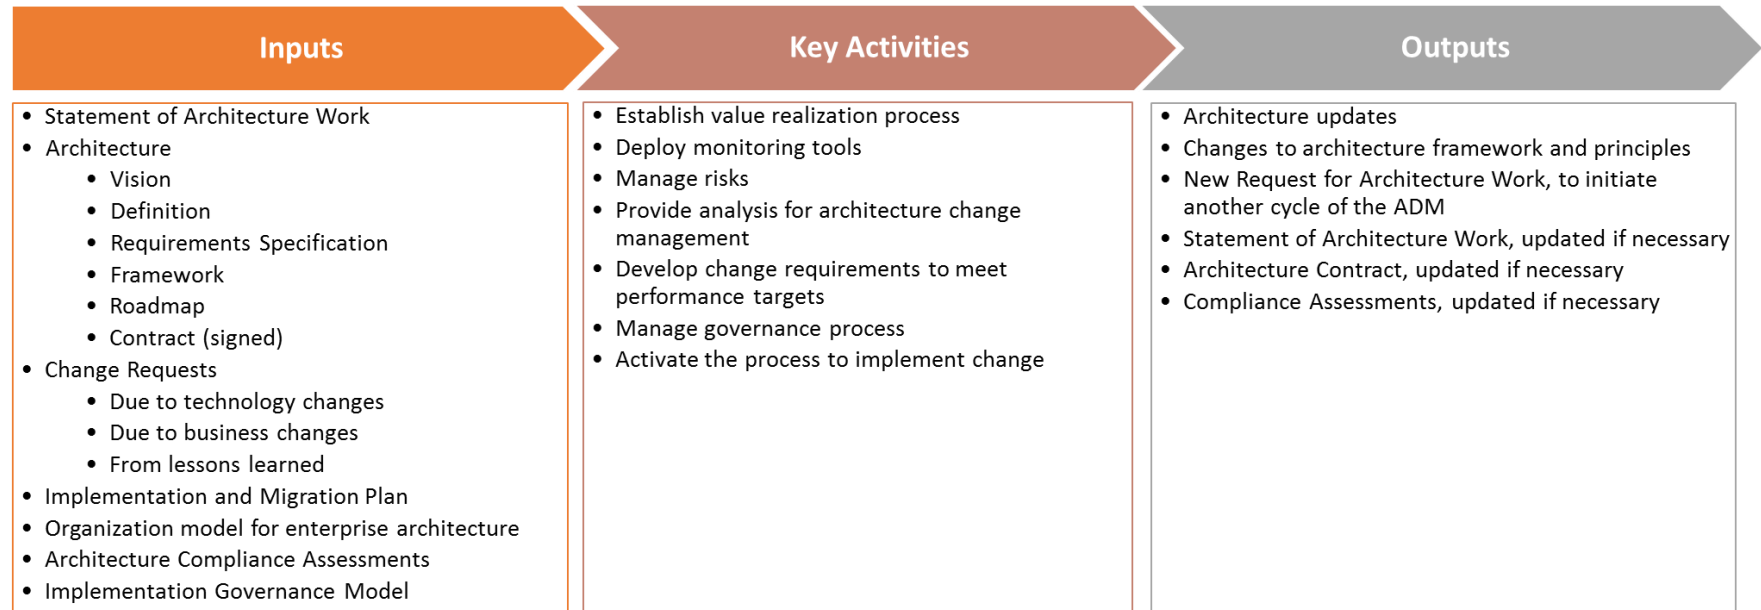 Inputs
Key Activities
Outputs
• Statement of Architecture Work
• Architecture
• Vision
• Definition
• Requirements Specification
• Framework
• Roadmap
• Contract (signed)
• Change Requests
• Due to technology changes
• Due to business changes
• From lessons learned
• Implementation and Migration Plan
• Organization model for enterprise architecture
• Architecture Compliance Assessments
• Implementation Governance Model
• Establish value realization process
• Deploy monitoring tools
• Manage risks
• Provide analysis for architecture change
management
• Develop change requirements to meet
performance targets
• Manage governance process
• Activate the process to implement change
• Architecture updates
• Changes to architecture framework and principles
• New Request for Architecture Work, to initiate
another cycle of the ADM
• Statement of Architecture Work, updated if necessary
• Architecture Contract, updated if necessary
• Compliance Assessments, updated if necessary